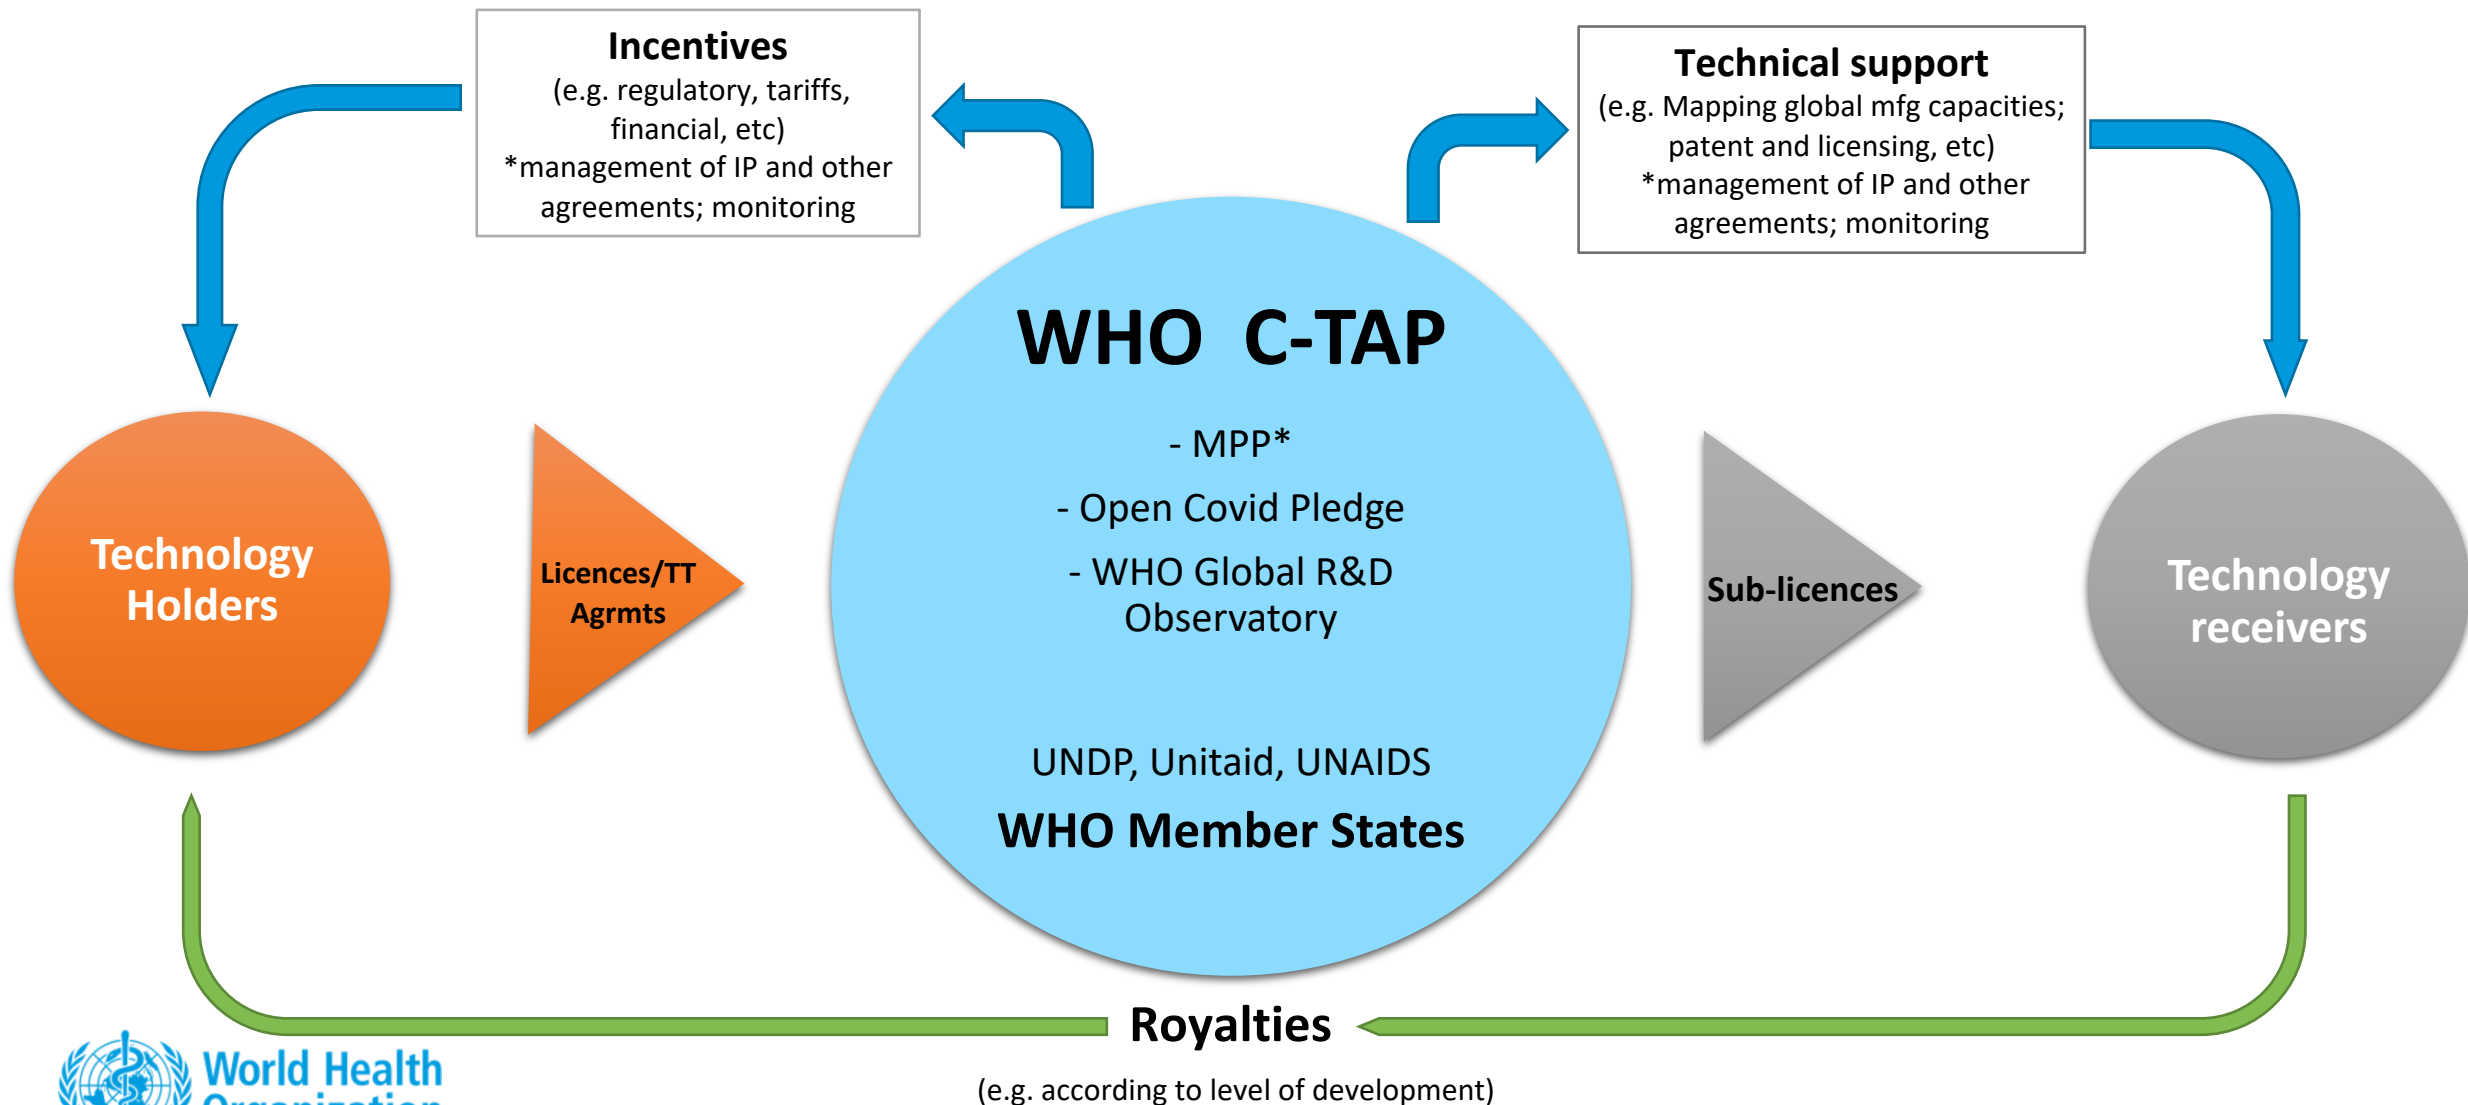 Incentives
(e.g. regulatory, tariffs,
financial, etc)
*management of IP and other
agreements; monitoring
Technical support
(e.g. Mapping global mfg capacities;
patent and licensing, etc)
*management of IP and other
agreements; monitoring
WHO C-TAP
- MPP*
- Open Covid Pledge
- WHO Global R&D
Observatory
UNDP, Unitaid, UNAIDS
WHO Member States
Technology
Holders
Licences/TT
Agrmts
Sub-licences
Technology
receivers
Royalties
(e.g. according to level of development)
World Health
Organization